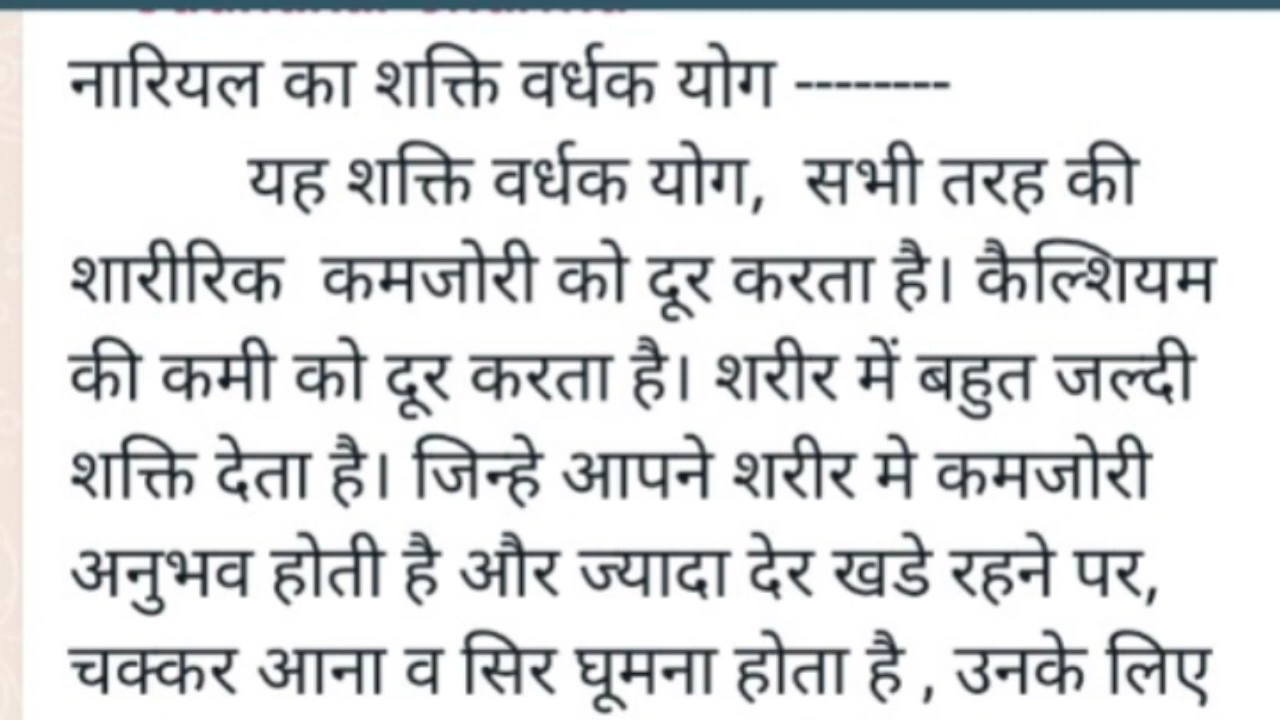 नारियल का शक्ति वर्धक योग --------
यह शक्ति वर्धक योग, सभी तरह की
शारीरिक कमजोरी को दूर करता है। कैल्शियम
की कमी को दूर करता है। शरीर में बहुत जल्दी
शक्ति देता है। जिन्हे आपने शरीर मे कमजोरी
अनुभव होती है और ज्यादा देर खडे रहने पर,
चक्कर आना व सिर घूमना होता है , उनके लिए